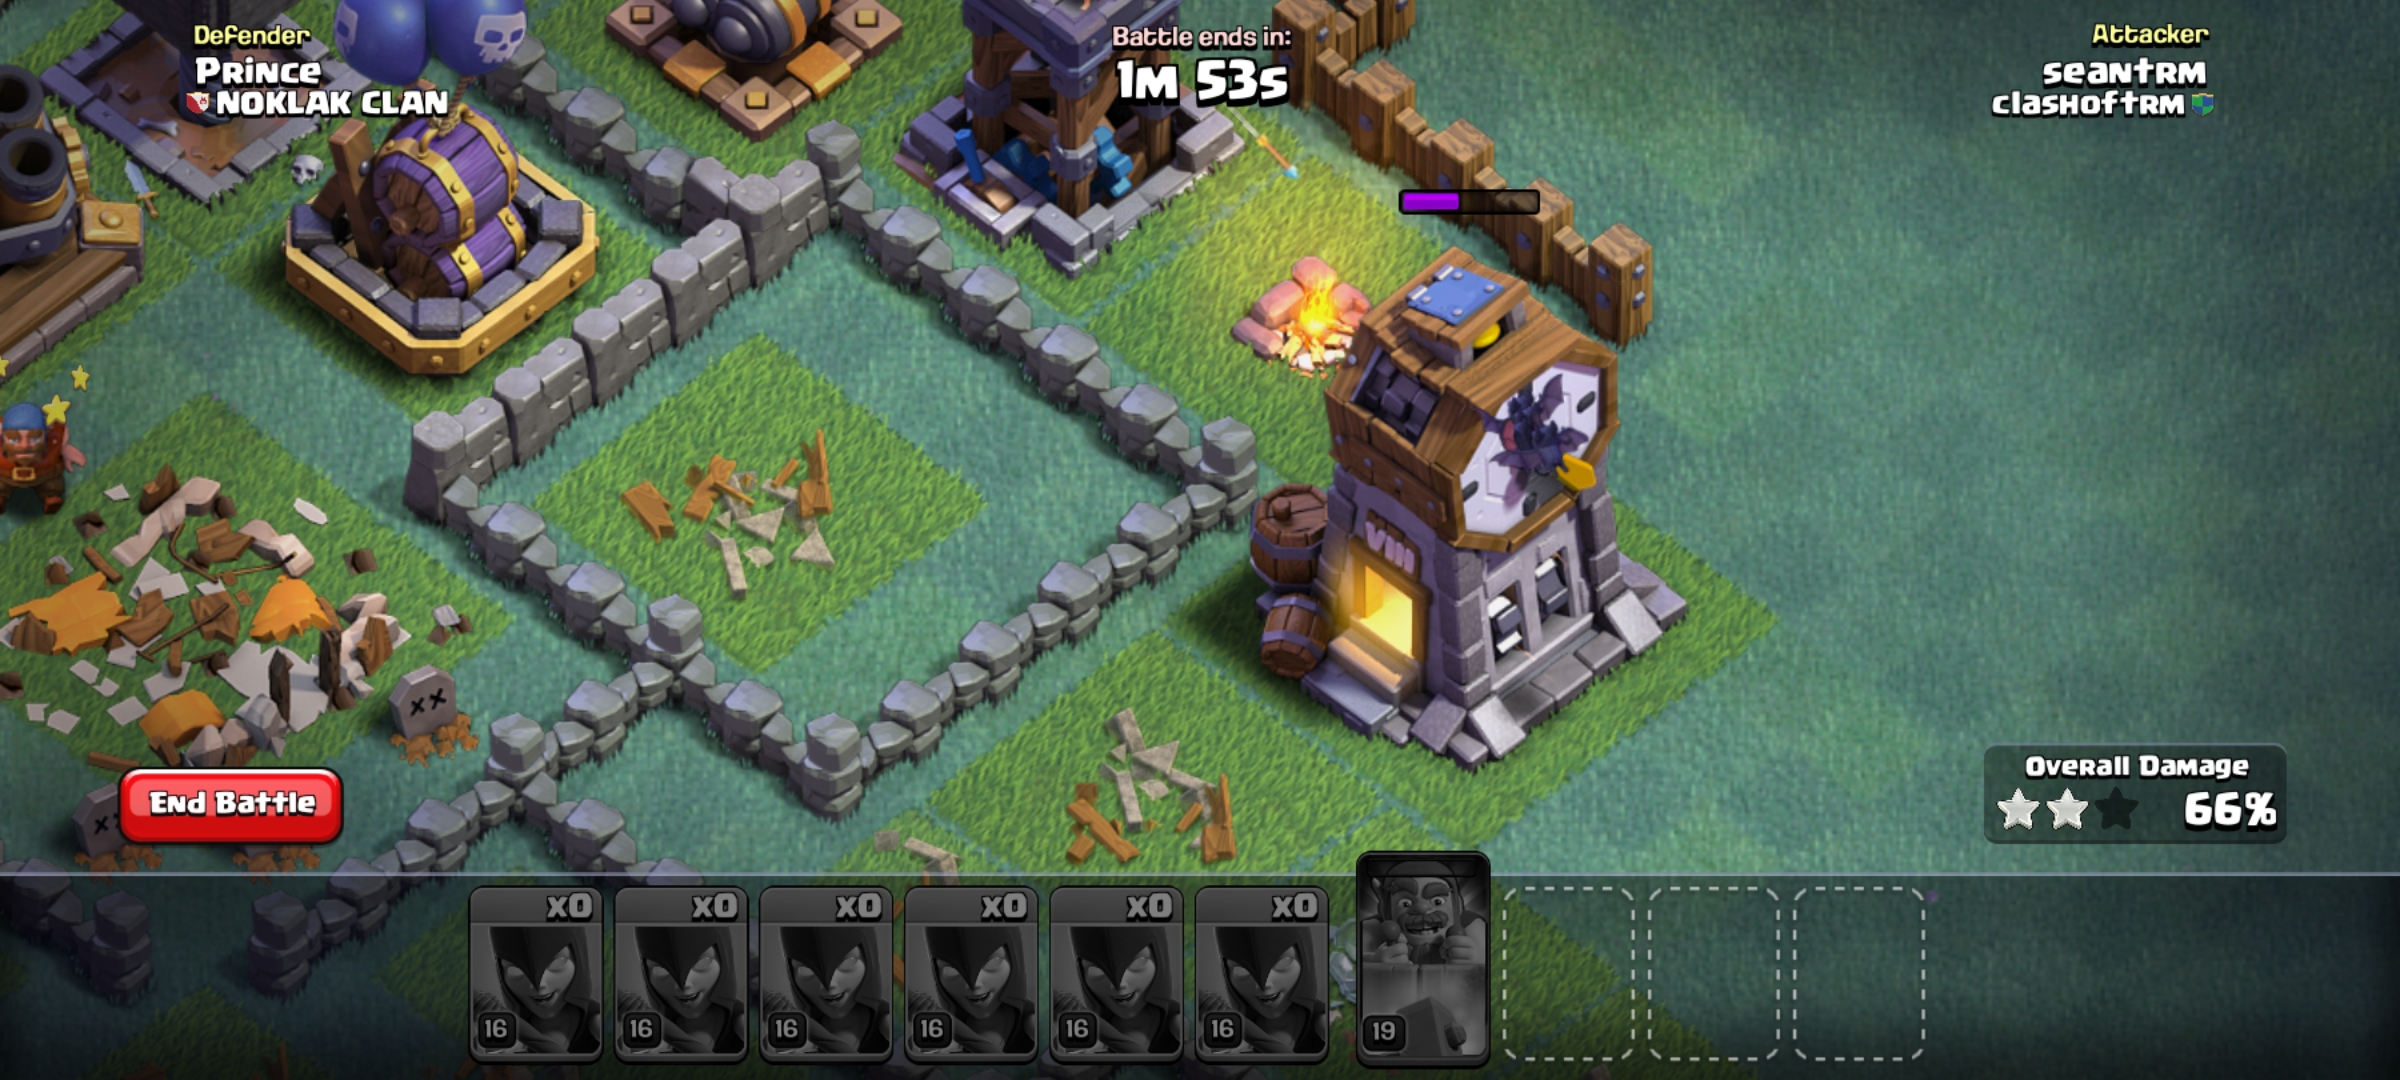 Defender
Prince
NOKLAK CLAN
Battle ends in:
1M 53s
Attacker
seantRM
clashoftRM
VIII
End Battle
Overall Damage
66%
x0
x0
x0
x0
x0
x0
16
16
16
16
16
16
19